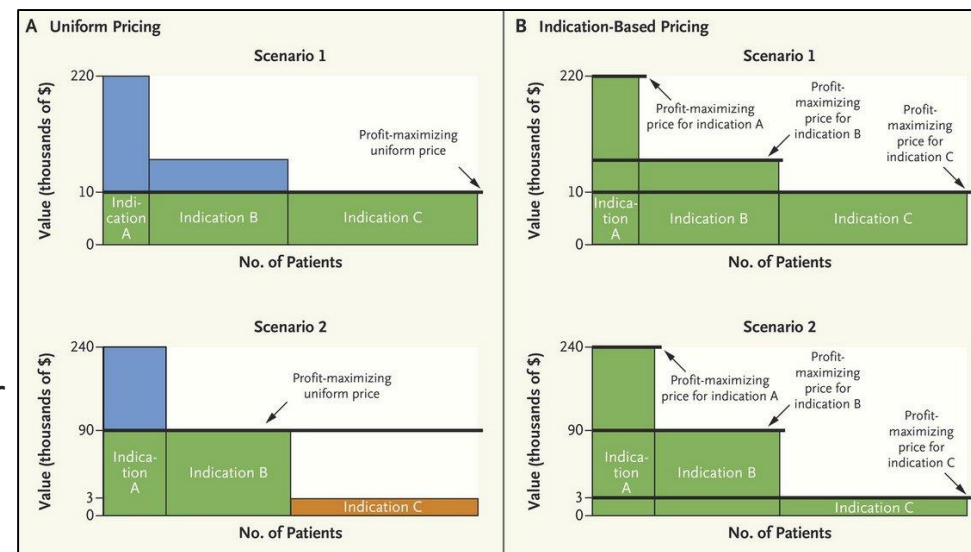 A Uniform Pricing
Scenario 1
Value (thousands of $)
220
10
0
Profit-maximizing
uniform price
Indi-
cation
A
Indication B
Indication C
No. of Patients
Scenario 2
Value (thousands of $)
240
90
3
0
Profit-maximizing
uniform price
Indica-
tion
A
Indication B
Indication C
No. of Patients
B Indication-Based Pricing
Scenario 1
Value (thousands of $)
220
10
0
Profit-maximizing
price for indication A
Profit-
maximizing
price for
indication B
Profit-
maximizing
price for
indication C
Indica-
tion
A
Indication B
Indication C
No. of Patients
Scenario 2
Value (thousands of $)
240
90
3
0
Profit-maximizing
price for indication A
Profit-
maximizing
price for
indication B
Profit-
maximizing
price for
indication C
Indica-
tion
A
Indication B
Indication C
No. of Patients